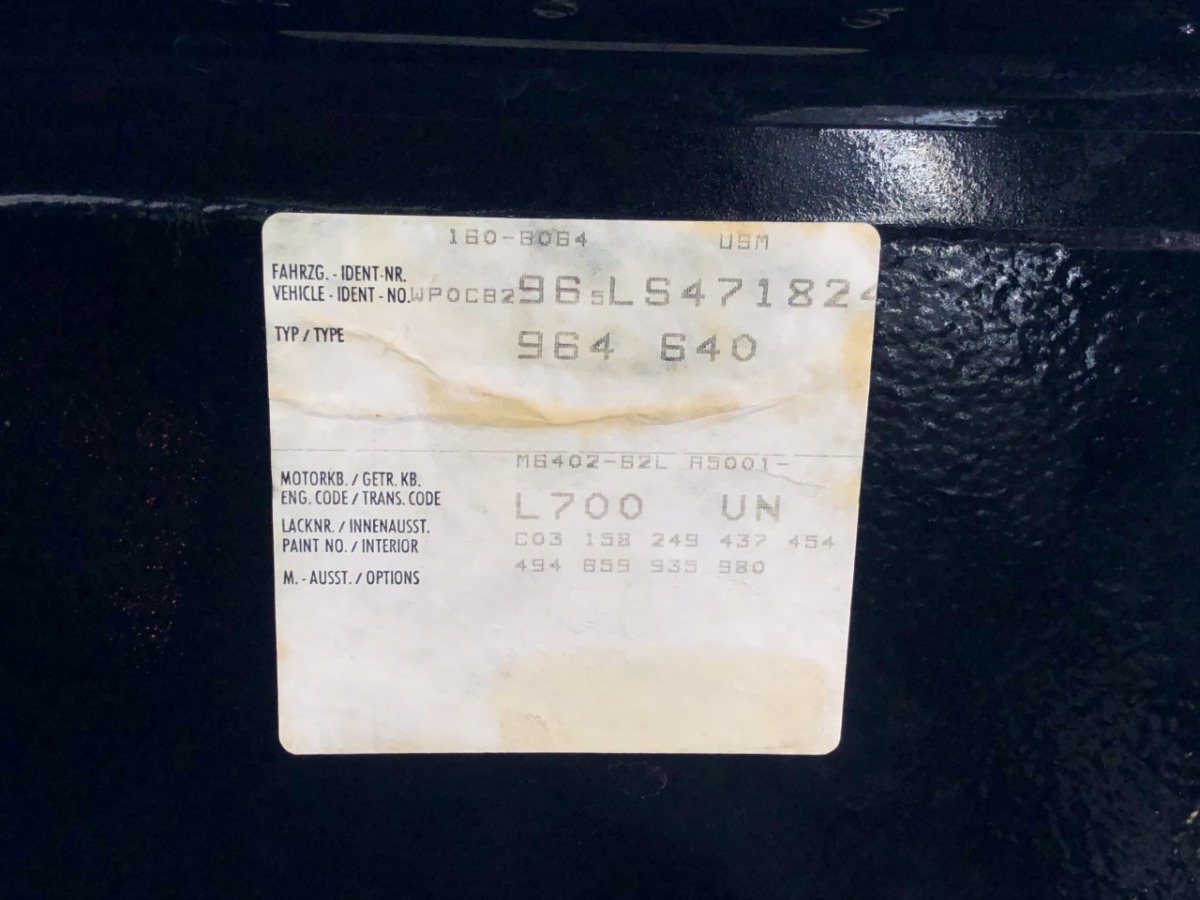 160-6064 USM
FAHRZG. - IDENT-NR.
VEHICLE - IDENT - NO. WP0CB2965LS471824
TYP / TYPE 964 640
M6402-62L A5001-
MOTORKB. / GETR. KB.
ENG. CODE / TRANS. CODE L700 UN
LACKNR. / INNENAUSST.
PAINT NO. / INTERIOR C03 158 249 437 454
M. - AUSST. / OPTIONS 494 659 935 980